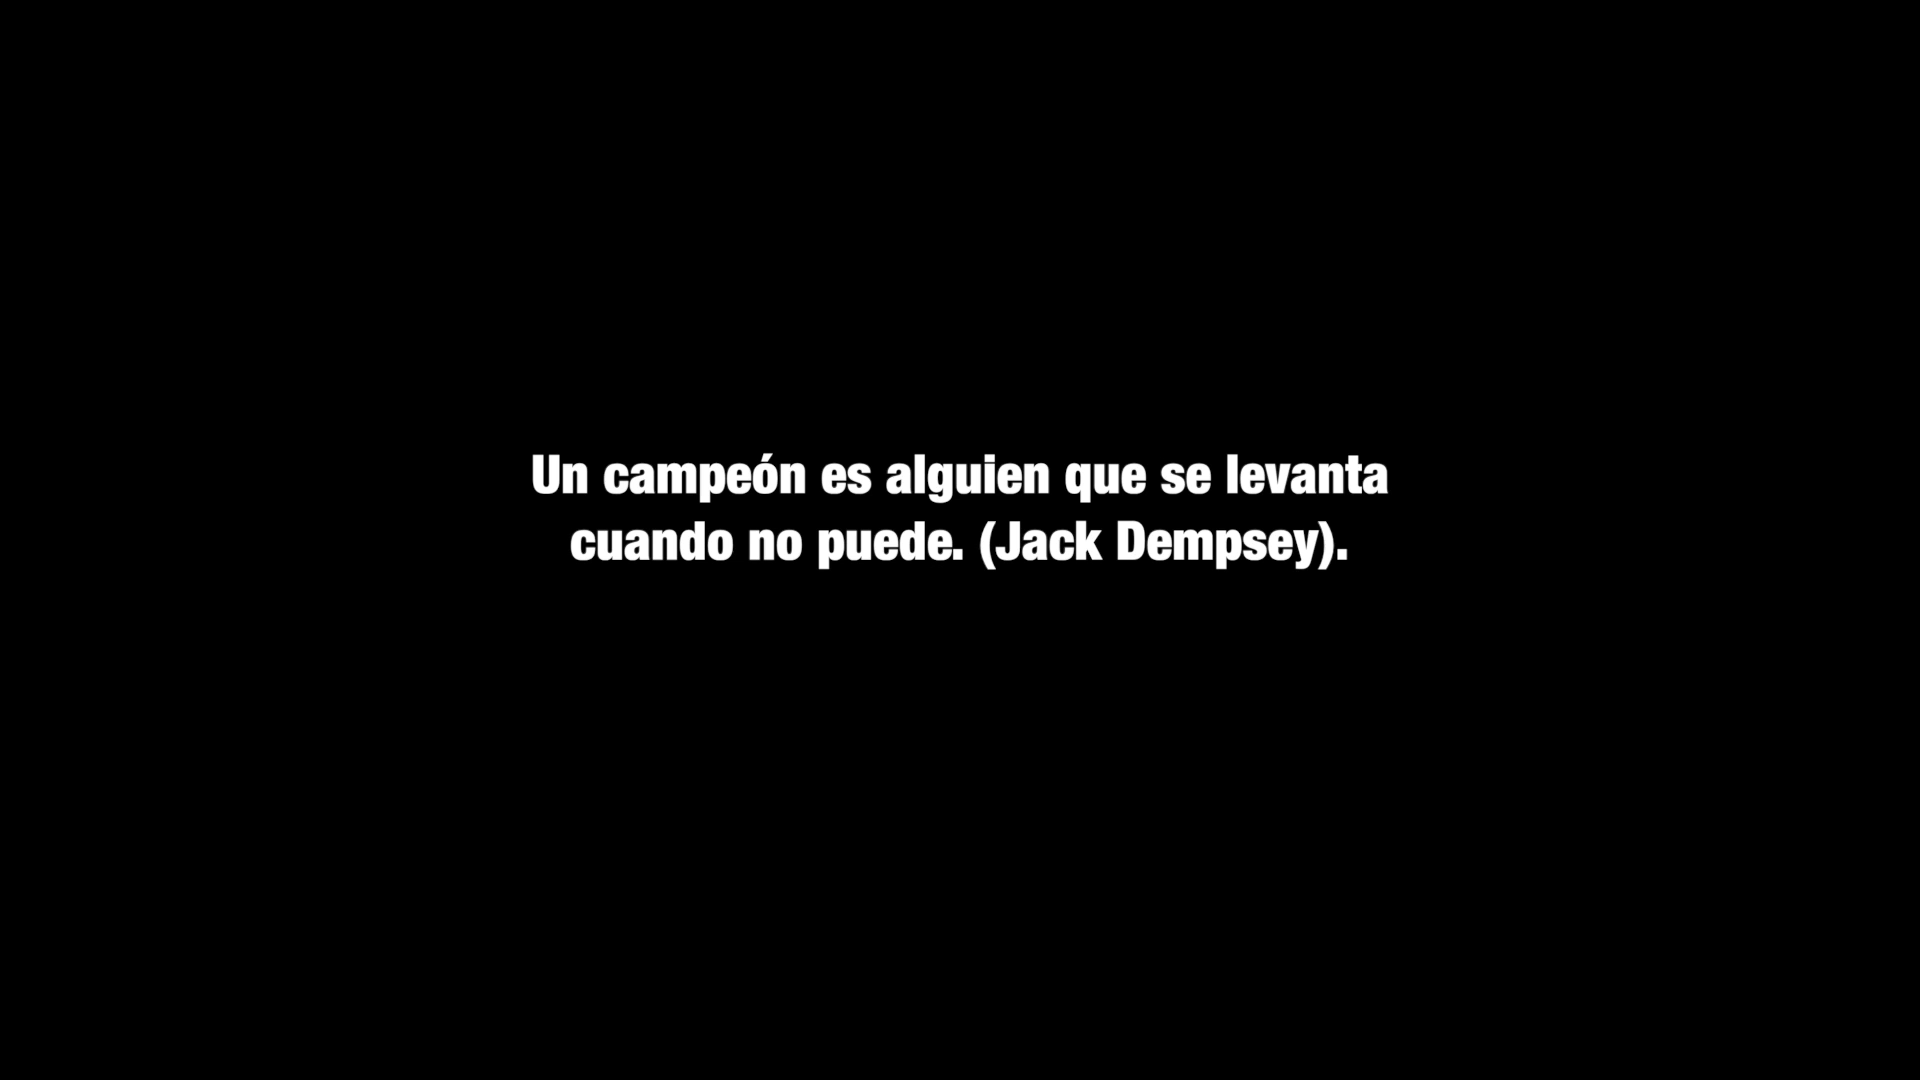 Un campeón es alguien que se levanta
cuando no puede. (Jack Dempsey).